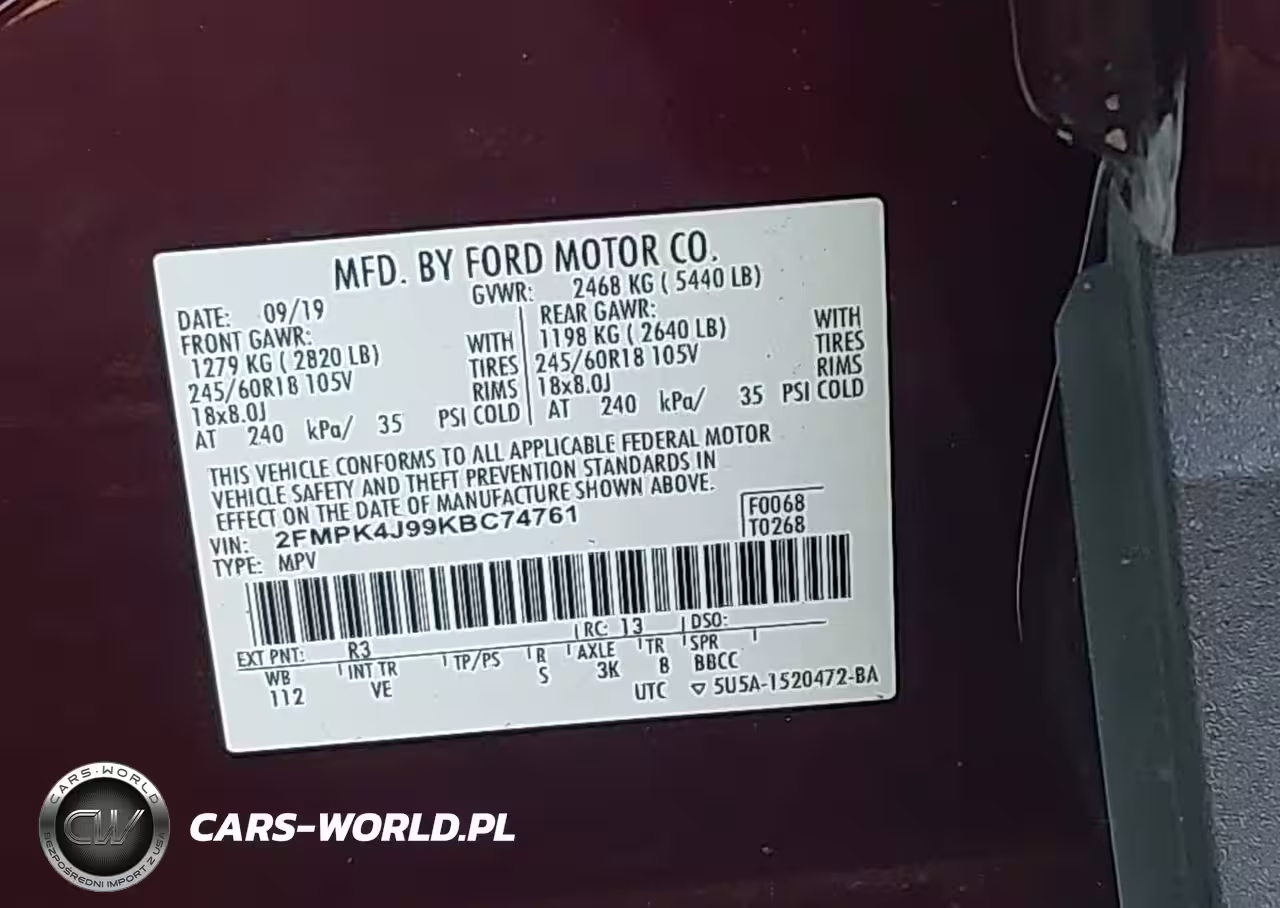 MFD. BY FORD MOTOR CO.
DATE: 09/19 GVWR: 2468 KG ( 5440 LB)
FRONT GAWR: REAR GAWR:
1279 KG ( 2820 LB) WITH 1198 KG ( 2640 LB) WITH
245/60R18 105V TIRES 245/60R18 105V TIRES
18x8.0J RIMS 18x8.0J RIMS
AT 240 kPa/ 35 PSI COLD AT 240 kPa/ 35 PSI COLD
THIS VEHICLE CONFORMS TO ALL APPLICABLE FEDERAL MOTOR
VEHICLE SAFETY AND THEFT PREVENTION STANDARDS IN
EFFECT ON THE DATE OF MANUFACTURE SHOWN ABOVE.
VIN: 2FMPK4J99KBC74761 F0068
TYPE: MPV T0268
EXT PNT: R3 RC: 13 DSO:
WB INT TR TP/PS R AXLE TR SPR
112 VE S 3K 8 BBCC
UTC ▽ 5U5A-1520472-BA
CARS-WORLD
CW
BEZPOŚREDNI IMPORT Z USA
CARS-WORLD.PL